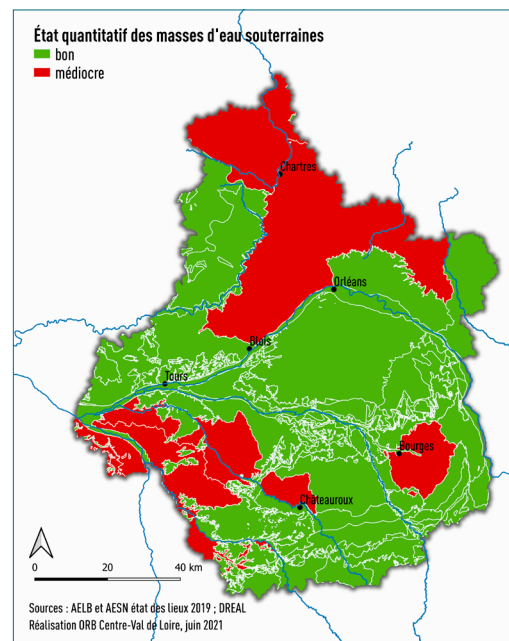 État quantitatif des masses d'eau souterraines
bon
médiocre
Chartres
Orléans
Blois
Tours
Bourges
Châteauroux
0 20 40 km
Sources : AELB et AESN état des lieux 2019 ; DREAL
Réalisation ORB Centre-Val de Loire, juin 2021